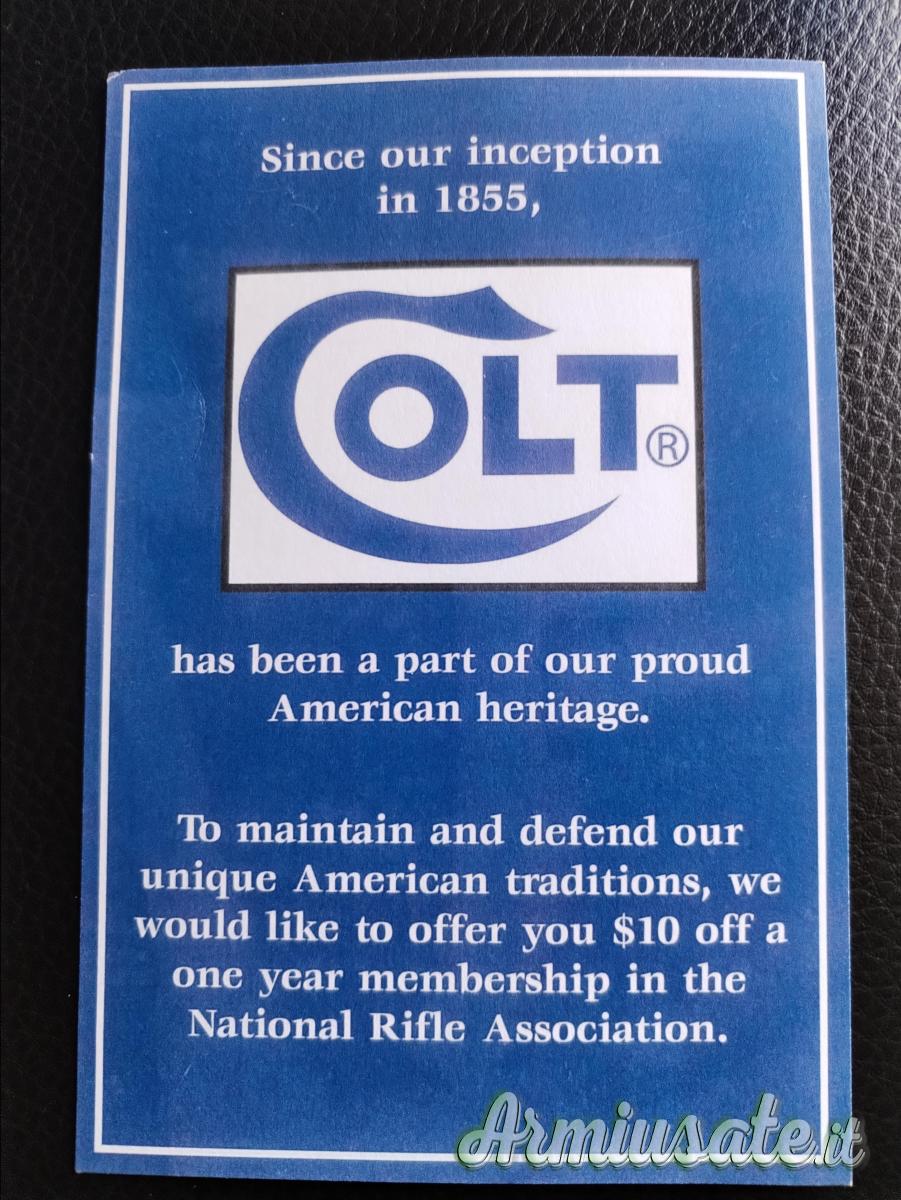 Since our inception
in 1855,
COLT®
has been a part of our proud
American heritage.
To maintain and defend our
unique American traditions, we
would like to offer you $10 off a
one year membership in the
National Rifle Association.
Armiusate.it